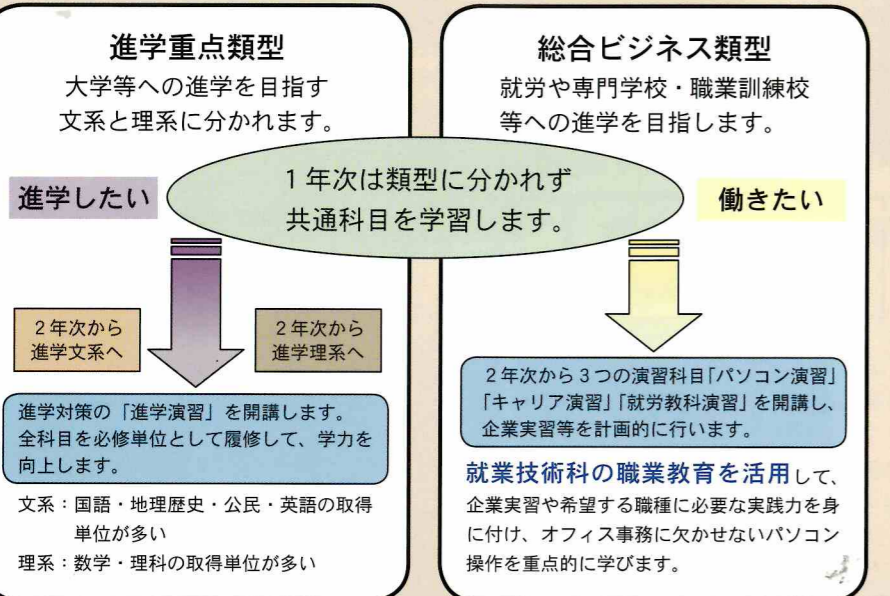 進学重点類型
大学等への進学を目指す
文系と理系に分かれます。
総合ビジネス類型
就労や専門学校・職業訓練校
等への進学を目指します。
1年次は類型に分かれず
共通科目を学習します。
進学したい
働きたい
2年次から
進学文系へ
2年次から
進学理系へ
進学対策の「進学演習」を開講します。
全科目を必修単位として履修して、学力を
向上します。
文系：国語・地理歴史・公民・英語の取得
単位が多い
理系：数学・理科の取得単位が多い
2年次から3つの演習科目「パソコン演習」
「キャリア演習」「就労教科演習」を開講し、
企業実習等を計画的に行います。
就業技術科の職業教育を活用して、
企業実習や希望する職種に必要な実践力を身
に付け、オフィス事務に欠かせないパソコン
操作を重点的に学びます。